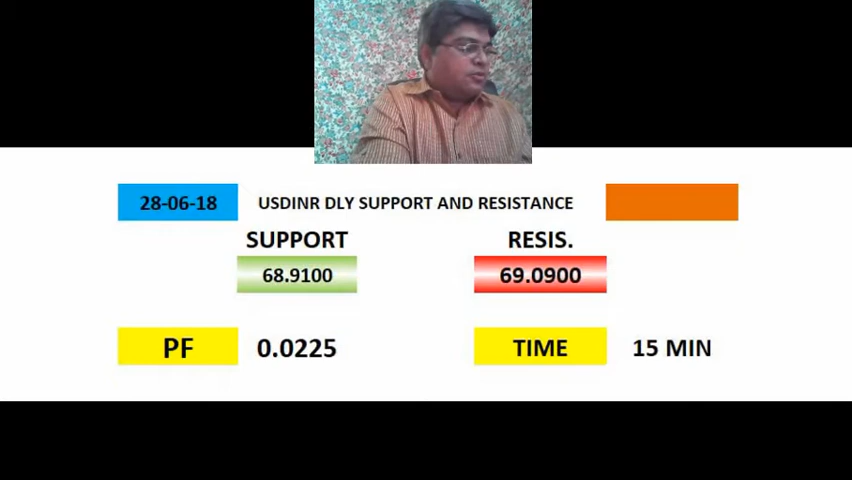 28-06-18 USDINR DLY SUPPORT AND RESISTANCE
SUPPORT RESIS.
68.9100 69.0900
PF 0.0225 TIME 15 MIN